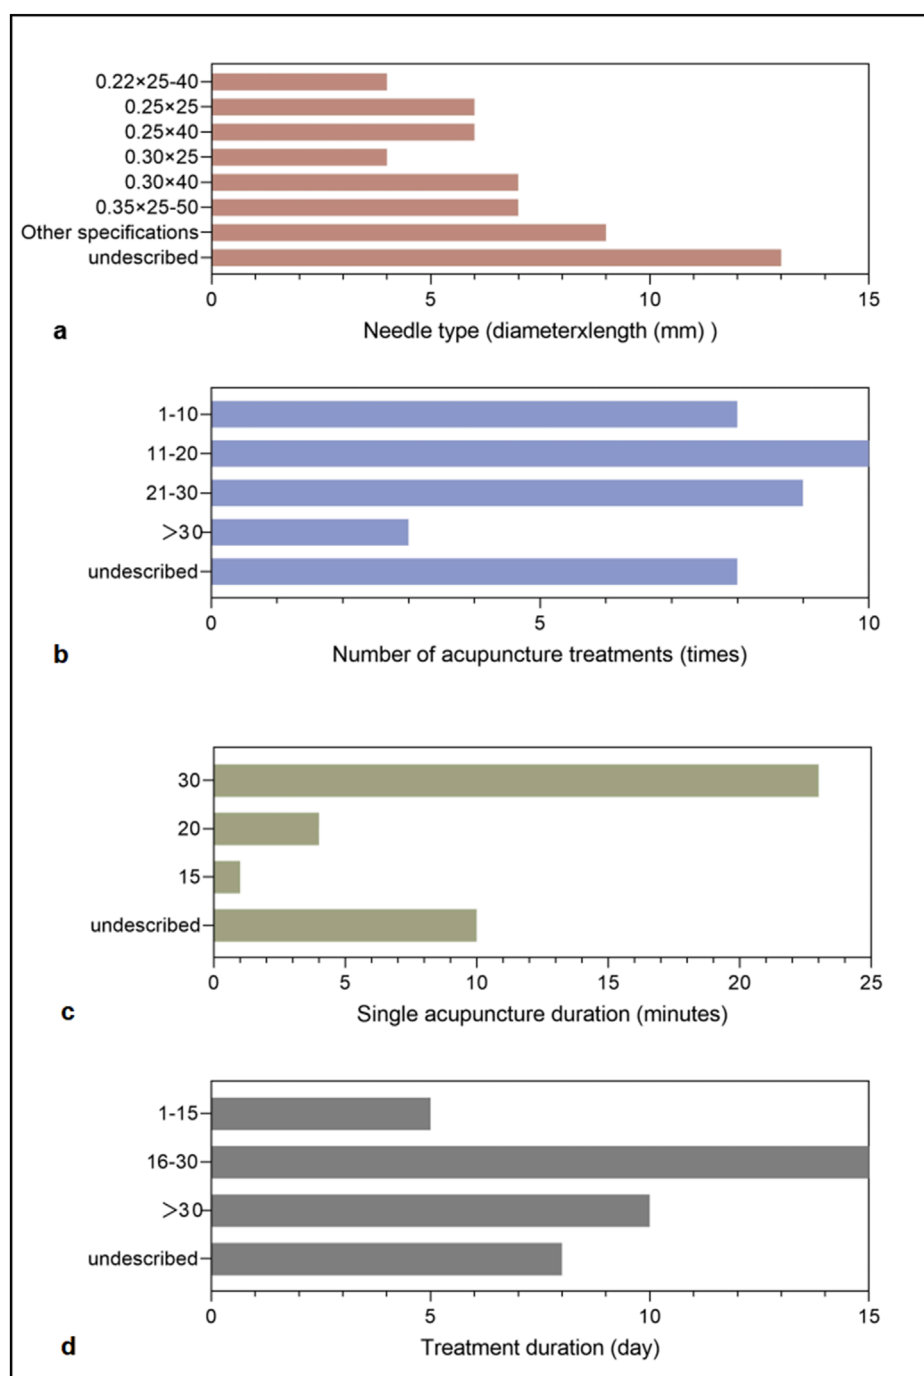 0.22×25-40
0.25×25
0.25×40
0.30×25
0.30×40
0.35×25-50
Other specifications
undescribed
0 5 10 15
a Needle type (diameterxlength (mm) )
1-10
11-20
21-30
>30
undescribed
0 5 10
b Number of acupuncture treatments (times)
30
20
15
undescribed
0 5 10 15 20 25
c Single acupuncture duration (minutes)
1-15
16-30
>30
undescribed
0 5 10 15
d Treatment duration (day)